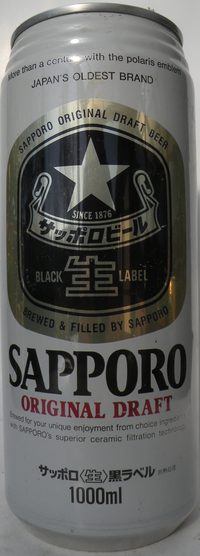 More than a century with the polaris emblem
JAPAN'S OLDEST BRAND
SAPPORO ORIGINAL DRAFT BEER
SINCE 1876
サッポロビール
BLACK 生 LABEL
BREWED & FILLED BY SAPPORO
SAPPORO
ORIGINAL DRAFT
Brewed for your unique enjoyment from choice
with SAPPORO's superior ceramic filtration
サッポロ〈生〉黒ラベル
1000ml